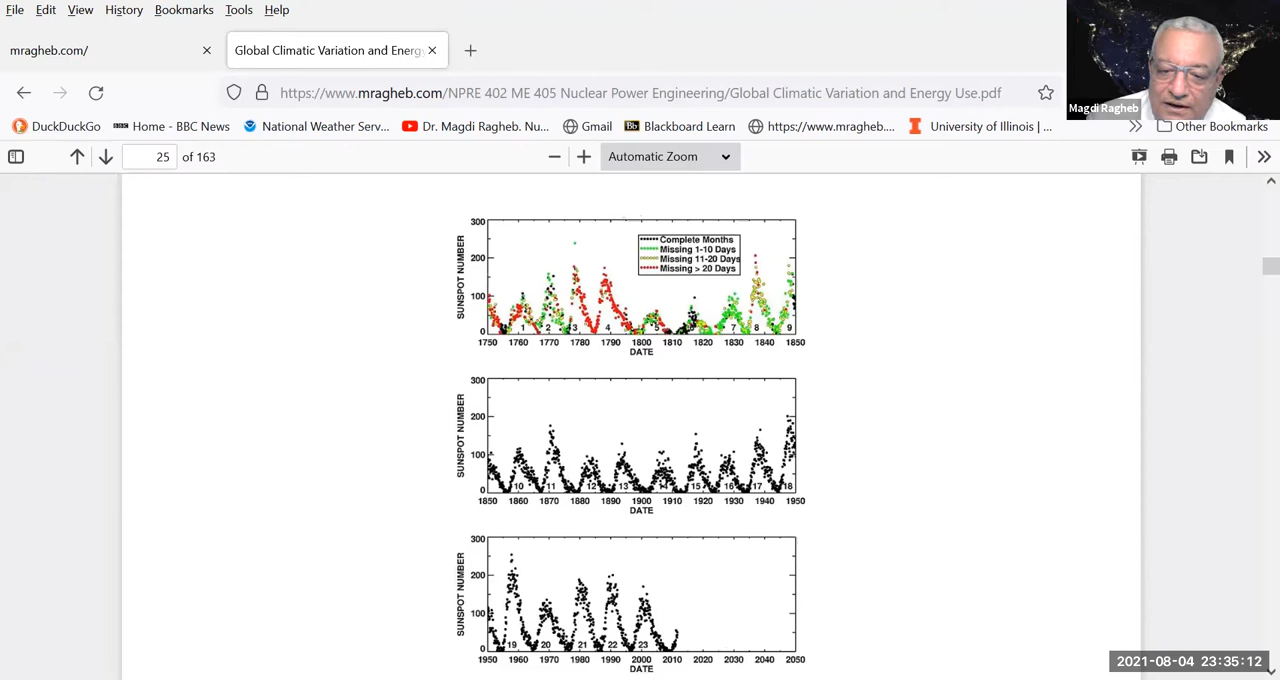 File Edit View History Bookmarks Tools Help
mragheb.com/ Global Climatic Variation and Energy
https://www.mragheb.com/NPRE 402 ME 405 Nuclear Power Engineering/Global Climatic Variation and Energy Use.pdf
Magdi Ragheb
DuckDuckGo BBC Home - BBC News National Weather Serv... Dr. Magdi Ragheb. Nu... Gmail Bb Blackboard Learn https://www.mragheb.... University of Illinois |... Other Bookmarks
25 of 163 Automatic Zoom
300
200
100
0
SUNSPOT NUMBER
Complete Months
Missing 1-10 Days
Missing 11-20 Days
Missing > 20 Days
1 2 3 4 5 7 8 9
1750 1760 1770 1780 1790 1800 1810 1820 1830 1840 1850
DATE
300
200
100
0
SUNSPOT NUMBER
10 11 12 13 15 16 17 18
1850 1860 1870 1880 1890 1900 1910 1920 1930 1940 1950
DATE
300
200
100
0
SUNSPOT NUMBER
19 20 21 22 23
1950 1960 1970 1980 1990 2000 2010 2020 2030 2040 2050
DATE
2021-08-04 23:35:12